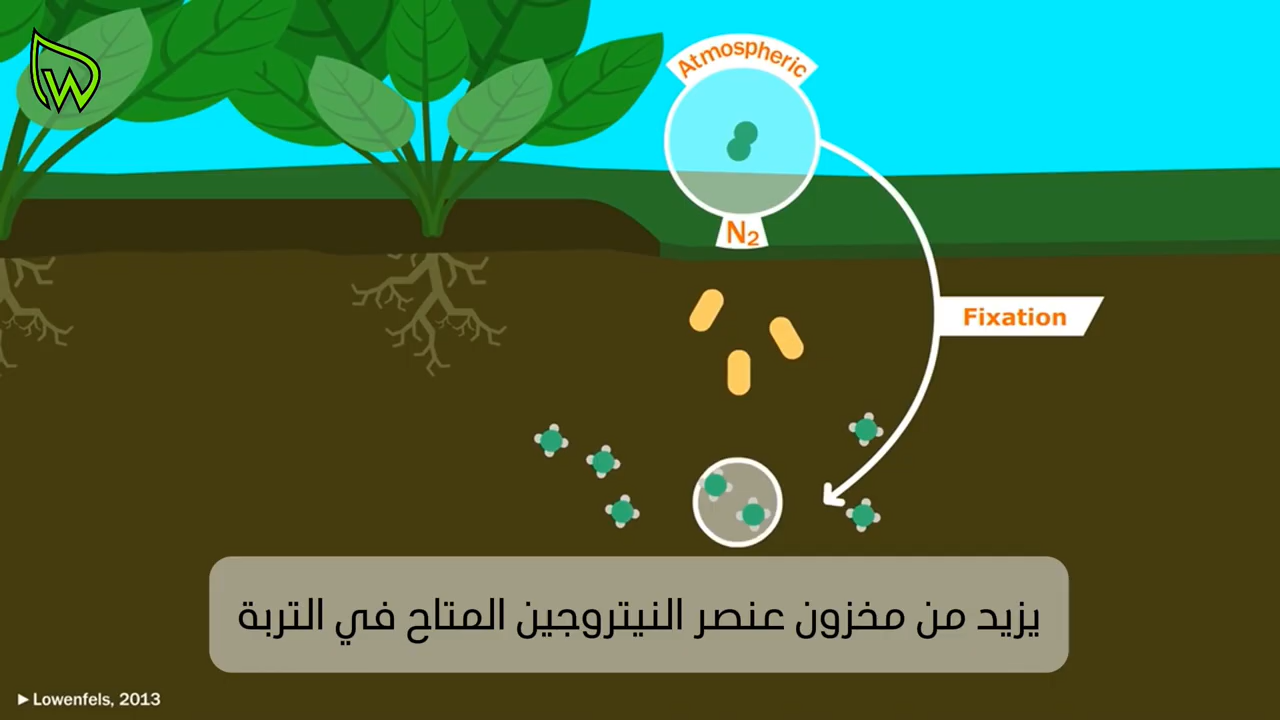 W
Atmospheric
N₂
Fixation
يزيد من مخزون عنصر النيتروجين المتاح في التربة
►Lowenfels, 2013